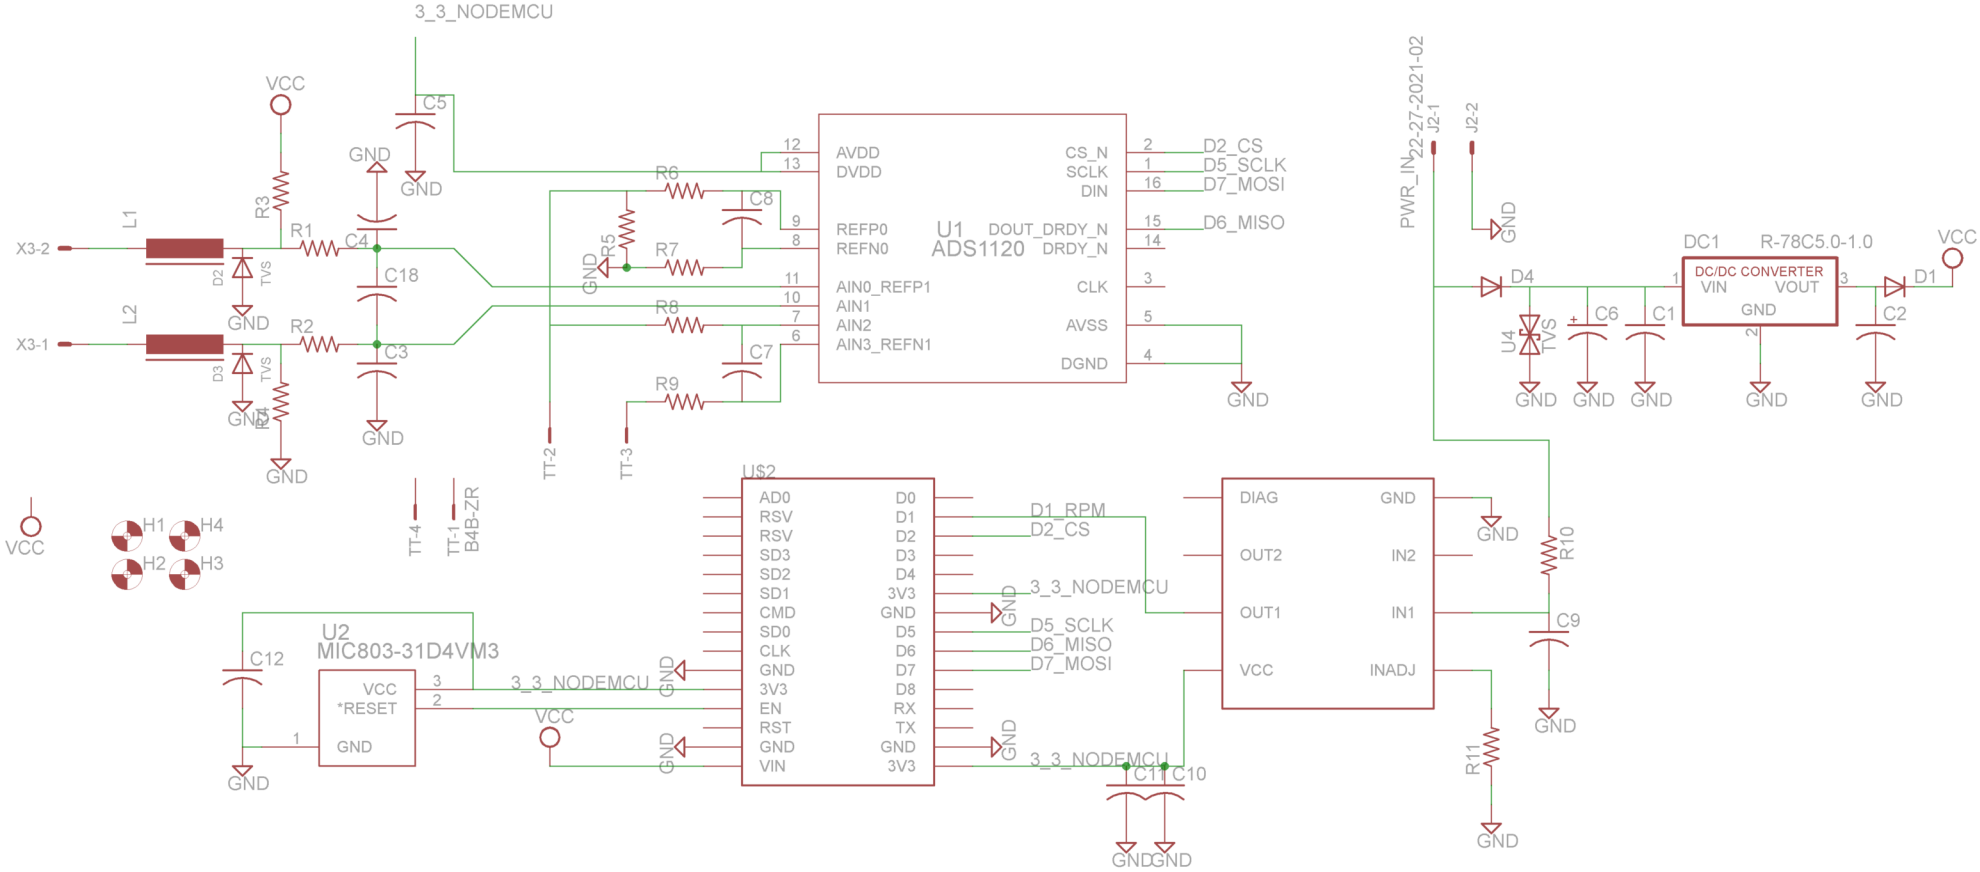 3_3_NODEMCU
VCC
C5
GND
GND
R3
L1
R1
C4
X3-2
D2
TVS
GND
C18
L2
R2
C3
X3-1
D3
TVS
GND
R4
GND
GND
R6
C8
R5
R7
GND
R8
C7
R9
TT-2
TT-3
12
13
9
8
11
10
7
6
AVDD
DVDD
REFP0
REFN0
AIN0_REFP1
AIN1
AIN2
AIN3_REFN1
U1
ADS1120
CS_N
SCLK
DIN
DOUT_DRDY_N
DRDY_N
CLK
AVSS
DGND
2
1
16
15
14
3
5
4
D2_CS
D5_SCLK
D7_MOSI
D6_MISO
GND
PWR_IN
22-27-2021-02
J2-1
J2-2
GND
D4
U4
TVS
C6
+
C1
DC1
R-78C5.0-1.0
DC/DC CONVERTER
VIN
VOUT
GND
1
3
2
D1
VCC
C2
GND
GND
GND
GND
GND
VCC
H1
H4
H2
H3
TT-4
TT-1
B4B-ZR
U2
MIC803-31D4VM3
C12
VCC
*RESET
GND
3
2
1
GND
3_3_NODEMCU
VCC
GND
GND
U$2
AD0
RSV
RSV
SD3
SD2
SD1
CMD
SD0
CLK
GND
3V3
EN
RST
GND
VIN
D0
D1
D2
D3
D4
3V3
GND
D5
D6
D7
D8
RX
TX
GND
3V3
D1_RPM
D2_CS
3_3_NODEMCU
GND
D5_SCLK
D6_MISO
D7_MOSI
GND
3_3_NODEMCU
C11
C10
GND
GND
DIAG
OUT2
OUT1
VCC
GND
IN2
IN1
INADJ
GND
R10
C9
GND
R11
GND